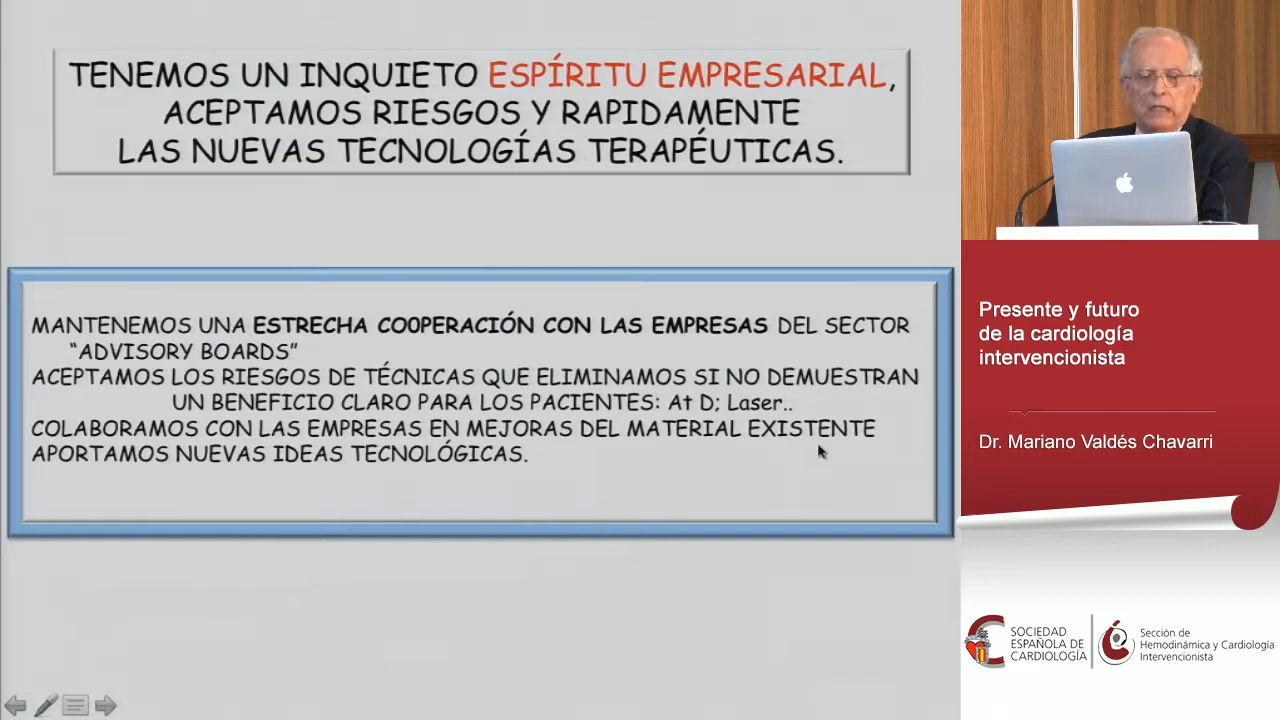 TENEMOS UN INQUIETO ESPÍRITU EMPRESARIAL,
ACEPTAMOS RIESGOS Y RAPIDAMENTE
LAS NUEVAS TECNOLOGÍAS TERAPÉUTICAS.
MANTENEMOS UNA ESTRECHA CO0PERACIÓN CON LAS EMPRESAS DEL SECTOR
“ADVISORY BOARDS”
ACEPTAMOS LOS RIESGOS DE TÉCNICAS QUE ELIMINAMOS SI NO DEMUESTRAN
UN BENEFICIO CLARO PARA LOS PACIENTES: At D; Laser..
COLABORAMOS CON LAS EMPRESAS EN MEJORAS DEL MATERIAL EXISTENTE
APORTAMOS NUEVAS IDEAS TECNOLÓGICAS.
Presente y futuro
de la cardiología
intervencionista
Dr. Mariano Valdés Chavarri
SOCIEDAD
ESPAÑOLA DE
CARDIOLOGÍA
Sección de
Hemodinámica y Cardiología
Intervencionista